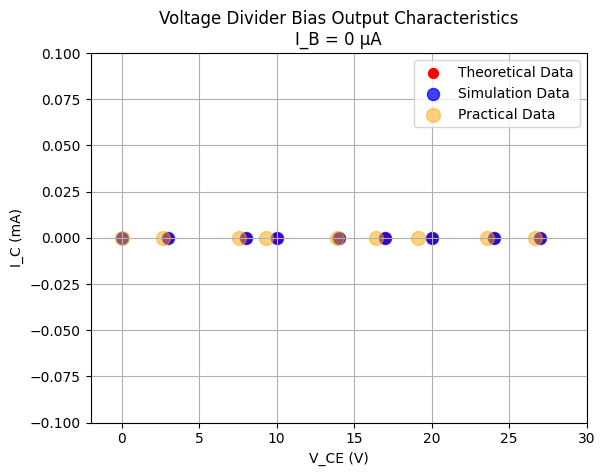 Voltage Divider Bias Output Characteristics
I_B = 0 μA
Theoretical Data
Simulation Data
Practical Data
I_C (mA)
0.100
0.075
0.050
0.025
0.000
−0.025
−0.050
−0.075
−0.100
0 5 10 15 20 25 30
V_CE (V)